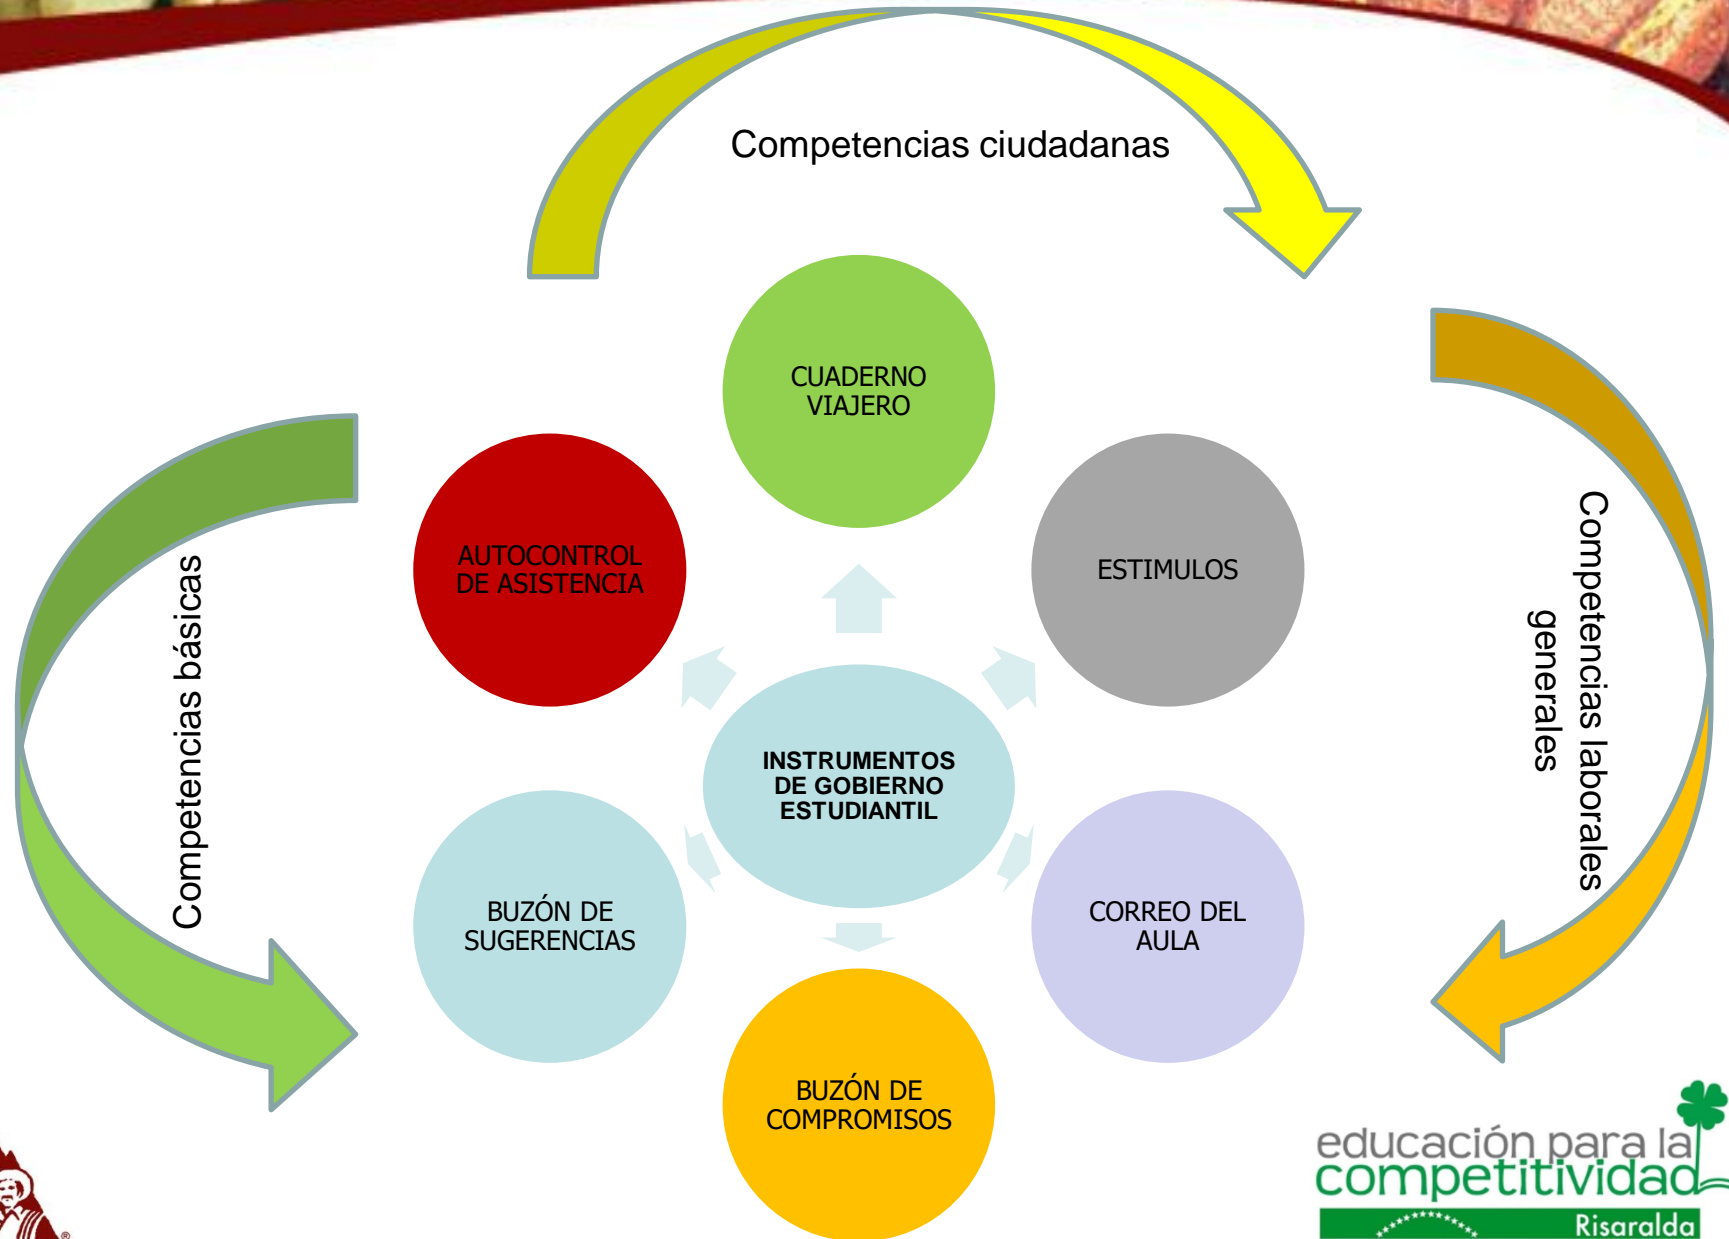 Competencias ciudadanas
CUADERNO
VIAJERO
AUTOCONTROL
DE ASISTENCIA
ESTIMULOS
Competencias básicas
Competencias laborales
generales
INSTRUMENTOS
DE GOBIERNO
ESTUDIANTIL
BUZÓN DE
SUGERENCIAS
CORREO DEL
AULA
BUZÓN DE
COMPROMISOS
educación para la
competitividad
Risaralda
®